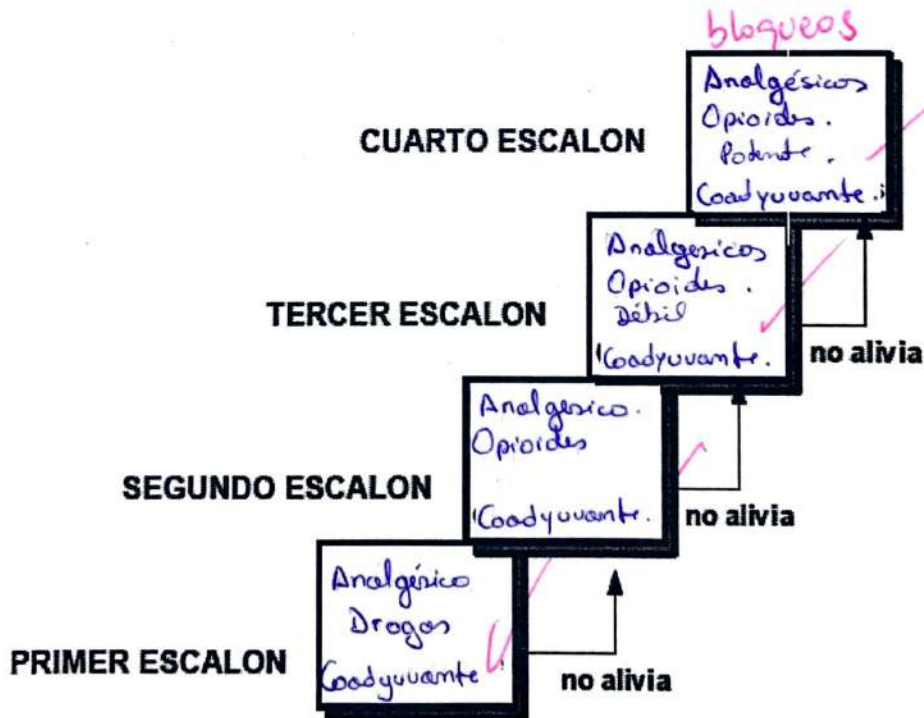 bloqueos
Analgésicos
Opioides.
Potente.
Coadyuvante.
CUARTO ESCALON
Analgesicos
Opioides.
Débil
Coadyuvante.
TERCER ESCALON
no alivia
Analgesico.
Opioides
Coadyuvante.
SEGUNDO ESCALON
no alivia
Analgésico
Drogas
Coadyuvante
PRIMER ESCALON
no alivia